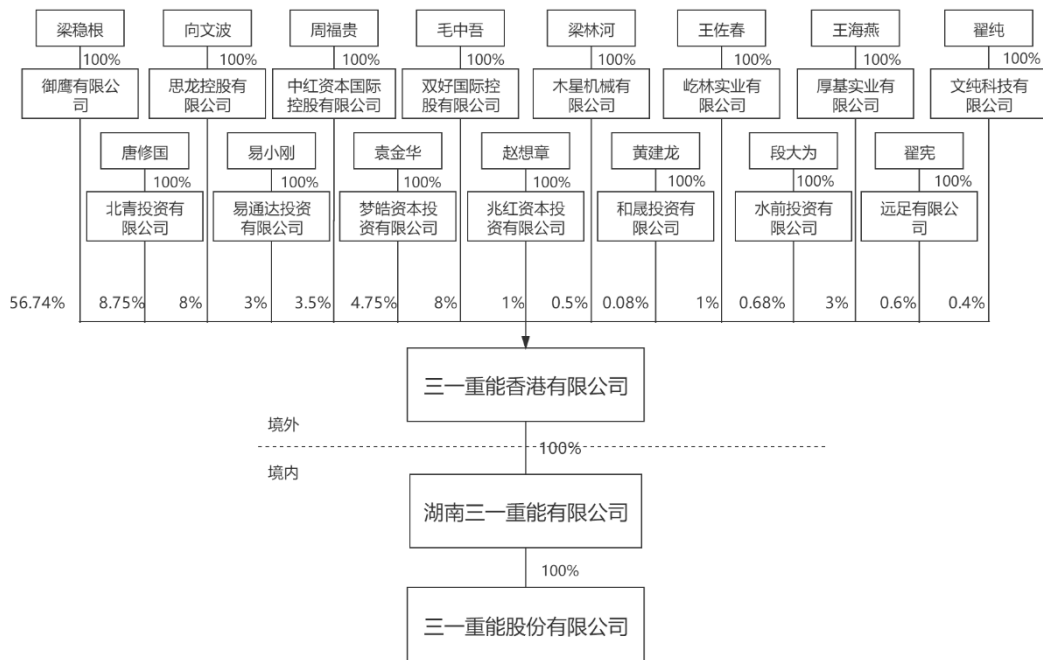 梁稳根
向文波
周福贵
毛中吾
梁林河
王佐春
王海燕
翟纯
100%
100%
100%
100%
100%
100%
100%
100%
御鹰有限公
司
思龙控股有
限公司
中红资本国际
控股有限公司
双好国际控
股有限公司
木星机械有
限公司
屹林实业有
限公司
厚基实业有
限公司
文纯科技有
限公司
唐修国
易小刚
袁金华
赵想章
黄建龙
段大为
翟宪
100%
100%
100%
100%
100%
100%
100%
北青投资有
限公司
易通达投资
有限公司
梦皓资本投
资有限公司
兆红资本投
资有限公司
和晟投资有
限公司
水前投资有
限公司
远足有限公
司
56.74%
8.75%
8%
3%
3.5%
4.75%
8%
1%
0.5%
0.08%
1%
0.68%
3%
0.6%
0.4%
三一重能香港有限公司
境外
100%
境内
湖南三一重能有限公司
100%
三一重能股份有限公司